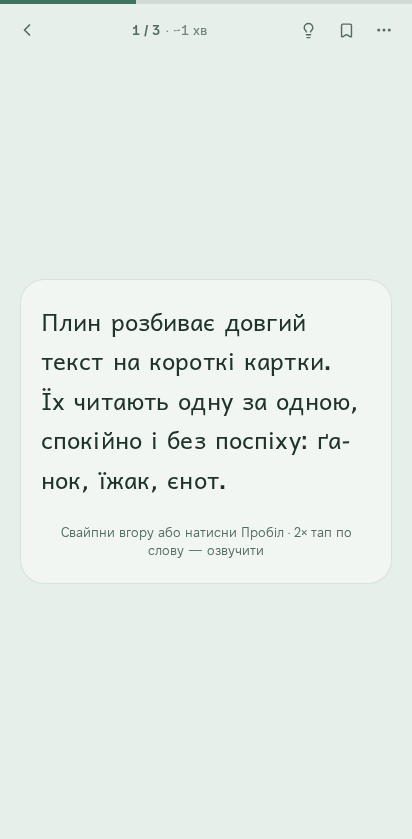 1 / 3 · ~1 хв
Плин розбиває довгий
текст на короткі картки.
Їх читають одну за одною,
спокійно і без поспіху: ґа-
нок, їжак, єнот.
Свайпни вгору або натисни Пробіл · 2× тап по
слову — озвучити